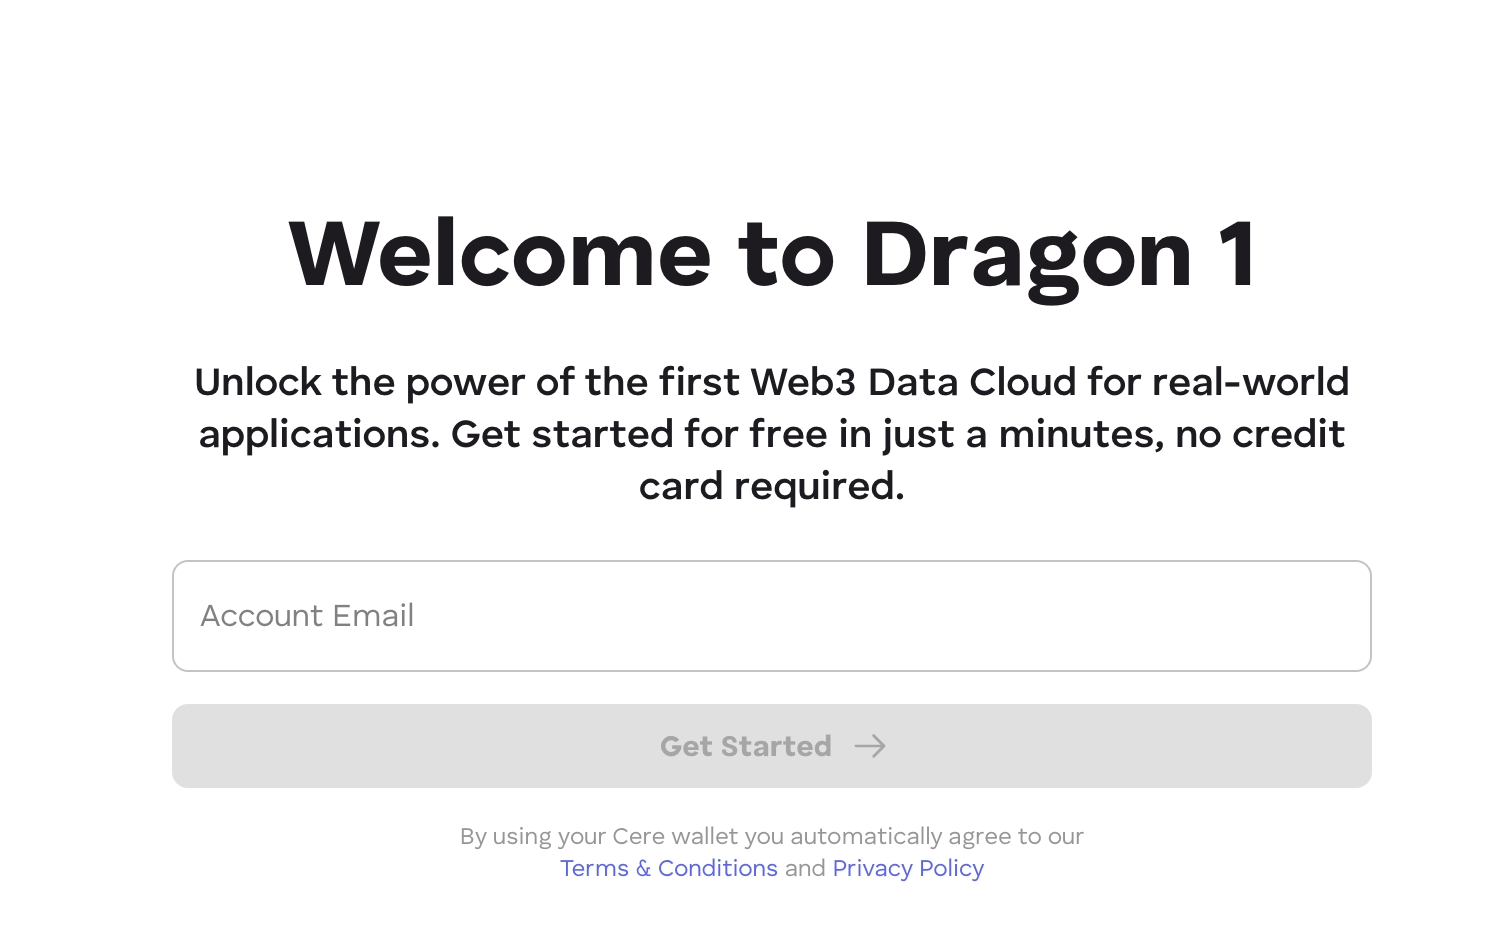 Welcome to Dragon 1
Unlock the power of the first Web3 Data Cloud for real-world
applications. Get started for free in just a minutes, no credit
card required.
Account Email
Get Started →
By using your Cere wallet you automatically agree to our
Terms & Conditions and Privacy Policy